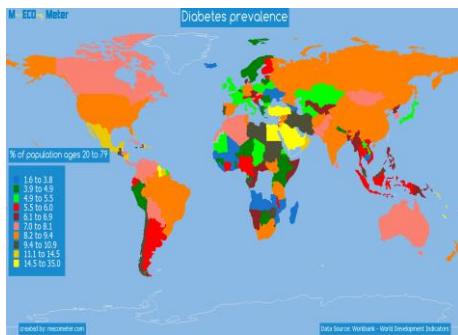 Diabetes prevalence
% of population ages 20 to 79
1.6 to 3.8
3.9 to 4.9
4.9 to 5.5
5.5 to 6.0
6.1 to 6.9
7.0 to 8.1
8.2 to 9.4
9.4 to 10.9
11.1 to 14.5
14.5 to 35.0
created by: mecometer.com
Data Source: Worldbank - World Development Indicators